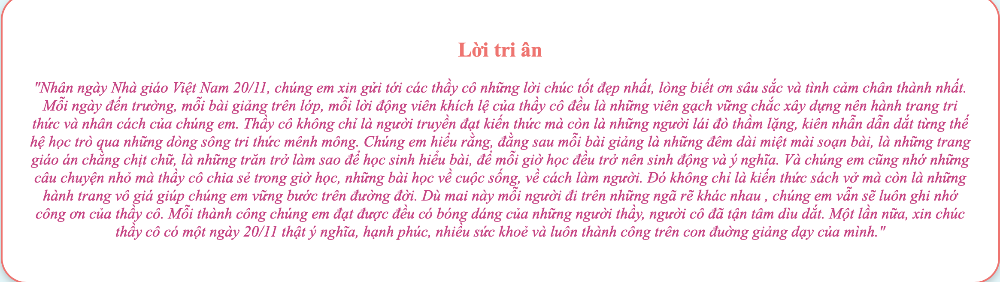 Lời tri ân
"Nhân ngày Nhà giáo Việt Nam 20/11, chúng em xin gửi tới các thầy cô những lời chúc tốt đẹp nhất, lòng biết ơn sâu sắc và tình cảm chân thành nhất.
Mỗi ngày đến trường, mỗi bài giảng trên lớp, mỗi lời động viên khích lệ của thầy cô đều là những viên gạch vững chắc xây dựng nên hành trang tri
thức và nhân cách của chúng em. Thầy cô không chỉ là người truyền đạt kiến thức mà còn là những người lái đò thầm lặng, kiên nhẫn dẫn dắt từng thế
hệ học trò qua những dòng sông tri thức mênh mông. Chúng em hiểu rằng, đằng sau mỗi bài giảng là những đêm dài miệt mài soạn bài, là những trang
giáo án chằng chịt chữ, là những trăn trở làm sao để học sinh hiểu bài, để mỗi giờ học đều trở nên sinh động và ý nghĩa. Và chúng em cũng nhớ những
câu chuyện nhỏ mà thầy cô chia sẻ trong giờ học, những bài học về cuộc sống, về cách làm người. Đó không chỉ là kiến thức sách vở mà còn là những
hành trang vô giá giúp chúng em vững bước trên đường đời. Dù mai này mỗi người đi trên những ngã rẽ khác nhau , chúng em vẫn sẽ luôn ghi nhớ
công ơn của thầy cô. Mỗi thành công chúng em đạt được đều có bóng dáng của những người thầy, người cô đã tận tâm dìu dắt. Một lần nữa, xin chúc
thầy cô có một ngày 20/11 thật ý nghĩa, hạnh phúc, nhiều sức khoẻ và luôn thành công trên con đuờng giảng dạy của mình."